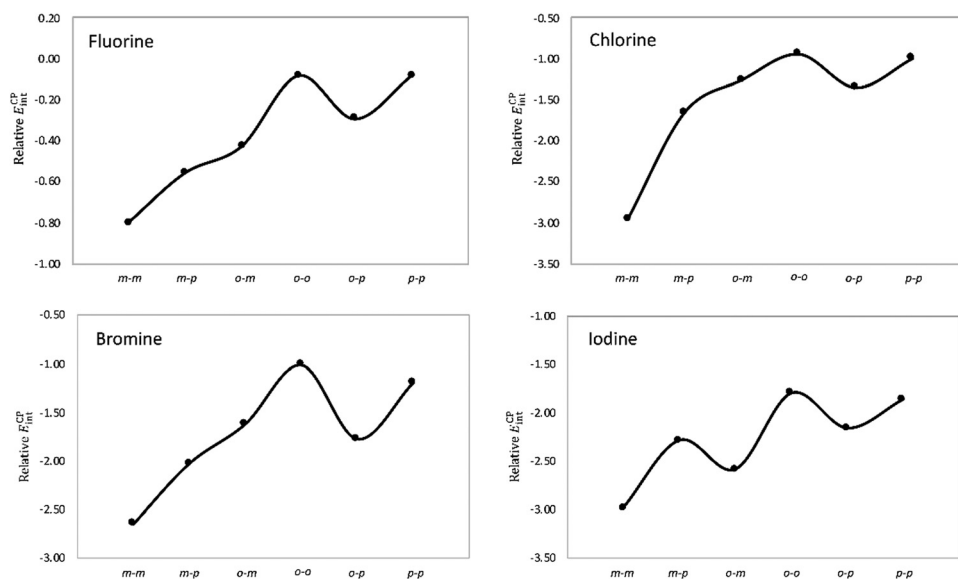 Fluorine
Relative E_int^CP
0.20
0.00
-0.20
-0.40
-0.60
-0.80
-1.00
m-m m-p o-m o-o o-p p-p
Chlorine
Relative E_int^CP
-0.50
-1.00
-1.50
-2.00
-2.50
-3.00
-3.50
m-m m-p o-m o-o o-p p-p
Bromine
Relative E_int^CP
-0.50
-1.00
-1.50
-2.00
-2.50
-3.00
m-m m-p o-m o-o o-p p-p
Iodine
Relative E_int^CP
-1.00
-1.50
-2.00
-2.50
-3.00
-3.50
m-m m-p o-m o-o o-p p-p